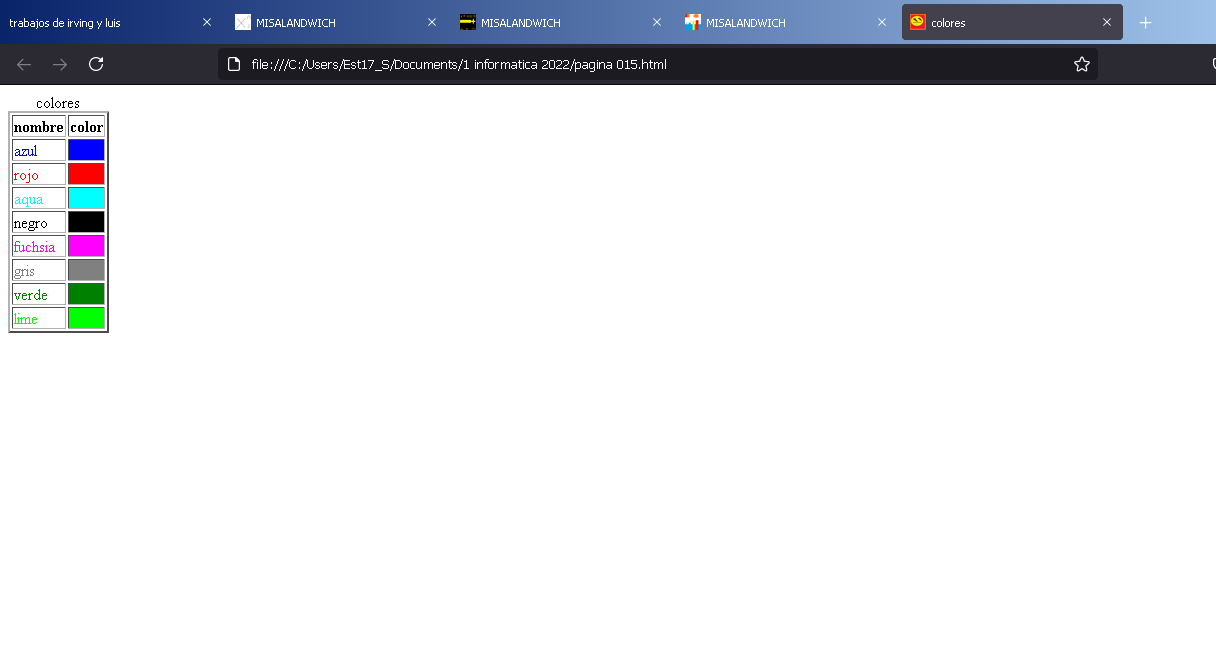 trabajos de irving y luis
MISALANDWICH
MISALANDWICH
MISALANDWICH
colores
file:///C:/Users/Est17_S/Documents/1 informatica 2022/pagina 015.html
colores
nombre color
azul
rojo
aqua
negro
fuchsia
gris
verde
lime